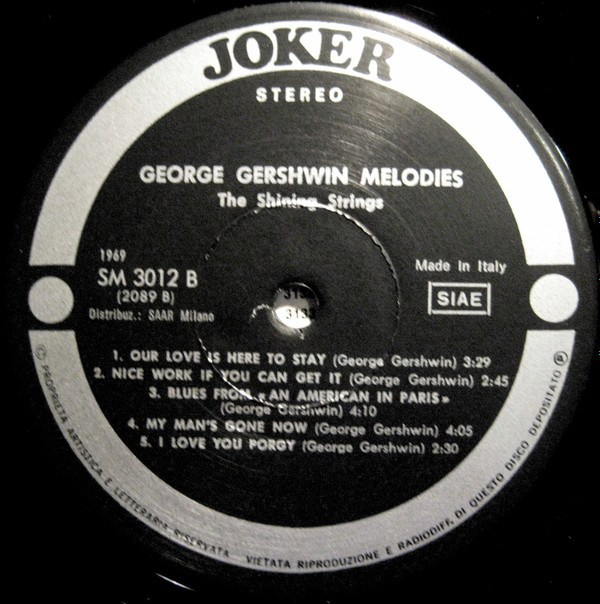 JOKER
STEREO
GEORGE GERSHWIN MELODIES
The Shining Strings
1969
SM 3012 B
(2089 B)
Distribuz.: SAAR Milano
Made in Italy
SIAE
1. OUR LOVE IS HERE TO STAY (George Gershwin) 3:29
2. NICE WORK IF YOU CAN GET IT (George Gershwin) 2:45
3. BLUES FROM «AN AMERICAN IN PARIS»
(George Gershwin) 4:10
4. MY MAN'S GONE NOW (George Gershwin) 4:05
5. I LOVE YOU PORGY (George Gershwin) 2:30
© PROPRIETA ARTISTICA E LETTERARIA RISERVATA VIETATA RIPRODUZIONE E RADIODIFF. DI QUESTO DISCO DEPOSITATO ®